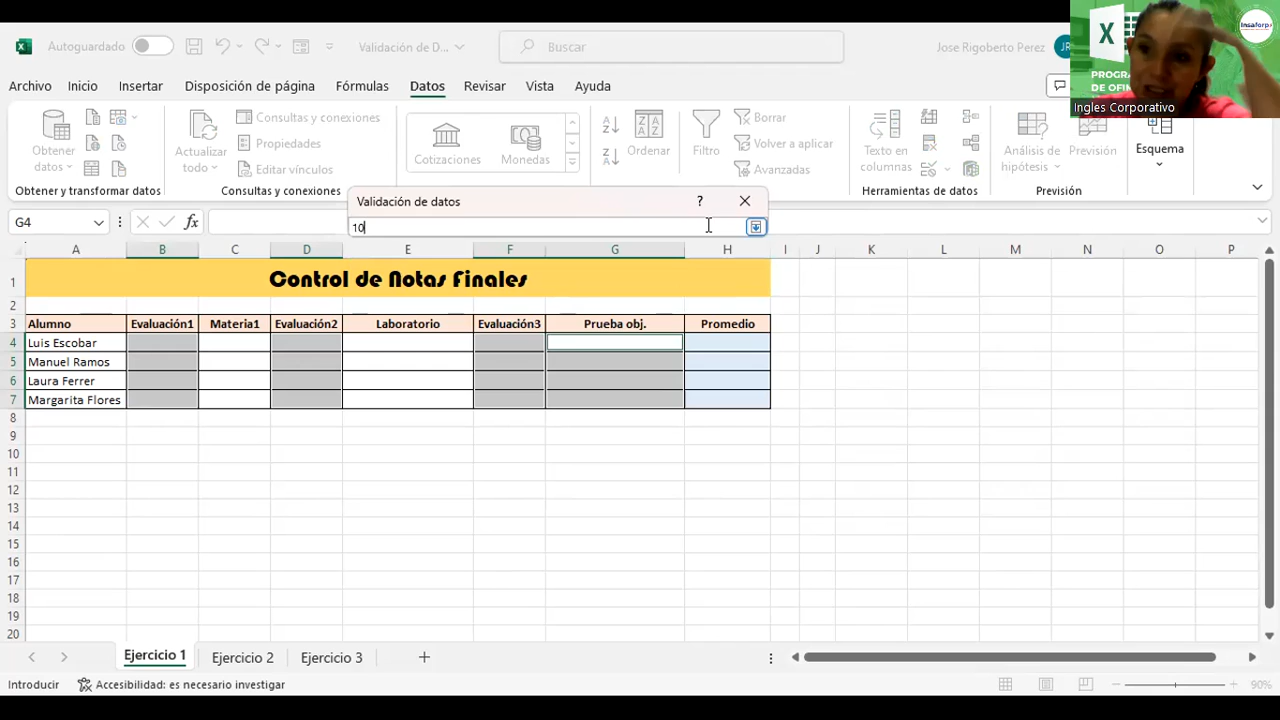 Autoguardado
Validación de D...
Buscar
Jose Rigoberto Perez
JR
X
Insaforp
PROGR
DE OFI
Ingles Corporativo
Archivo Inicio Insertar Disposición de página Fórmulas Datos Revisar Vista Ayuda
Obtener datos
Obtener y transformar datos
Actualizar todo
Consultas y conexiones
Propiedades
Editar vínculos
Consultas y conexiones
Cotizaciones
Monedas
Ordenar
Filtro
Borrar
Volver a aplicar
Avanzadas
Texto en columnas
Herramientas de datos
Análisis de hipótesis
Previsión
Previsión
Esquema
Validación de datos
?
10
G4
fx
A B C D E F G H I J K L M N O P
1 Control de Notas Finales
2
3 Alumno Evaluación1 Materia1 Evaluación2 Laboratorio Evaluación3 Prueba obj. Promedio
4 Luis Escobar
5 Manuel Ramos
6 Laura Ferrer
7 Margarita Flores
8
9
10
11
12
13
14
15
16
17
18
19
20
Ejercicio 1 Ejercicio 2 Ejercicio 3
Introducir
Accesibilidad: es necesario investigar
90%